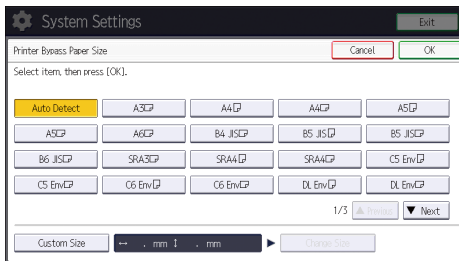 System Settings Exit
Printer Bypass Paper Size Cancel OK
Select item, then press [OK].
Auto Detect A3 A4 A4 A5
A5 A6 B4 JIS B5 JIS B5 JIS
B6 JIS SRA3 SRA4 SRA4 C5 Env
C5 Env C6 Env C6 Env DL Env DL Env
1/3 ▲ Previous ▼ Next
Custom Size ↔ . mm ↕ . mm ▶ Change Size